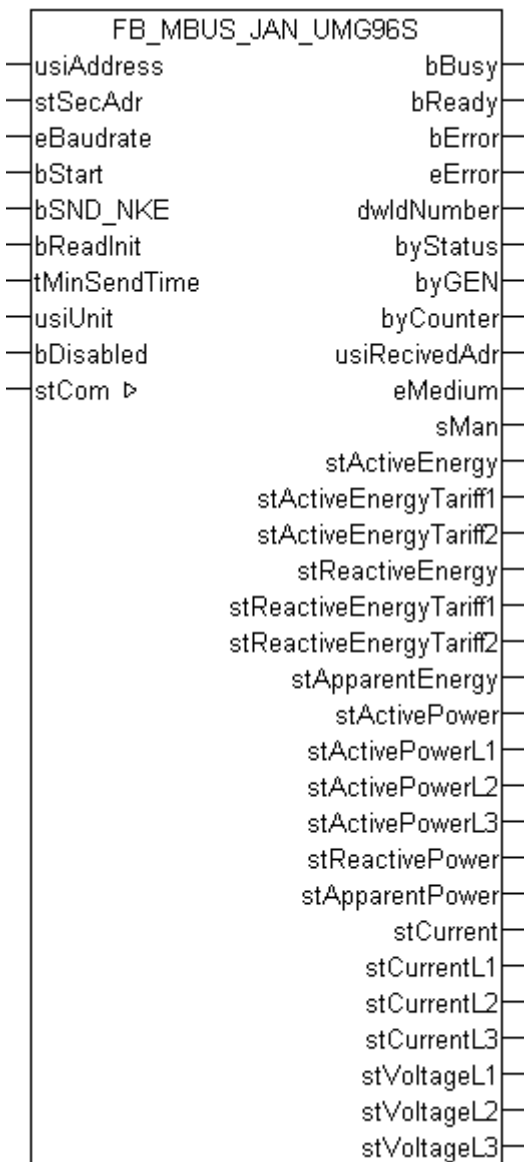 FB_MBUS_JAN_UMG96S
usiAddress bBusy
stSecAdr bReady
eBaudrate bError
bStart eError
bSND_NKE dwIdNumber
bReadInit byStatus
tMinSendTime byGEN
usiUnit byCounter
bDisabled usiRecivedAdr
stCom ▷ eMedium
sMan
stActiveEnergy
stActiveEnergyTariff1
stActiveEnergyTariff2
stReactiveEnergy
stReactiveEnergyTariff1
stReactiveEnergyTariff2
stApparentEnergy
stActivePower
stActivePowerL1
stActivePowerL2
stActivePowerL3
stReactivePower
stApparentPower
stCurrent
stCurrentL1
stCurrentL2
stCurrentL3
stVoltageL1
stVoltageL2
stVoltageL3